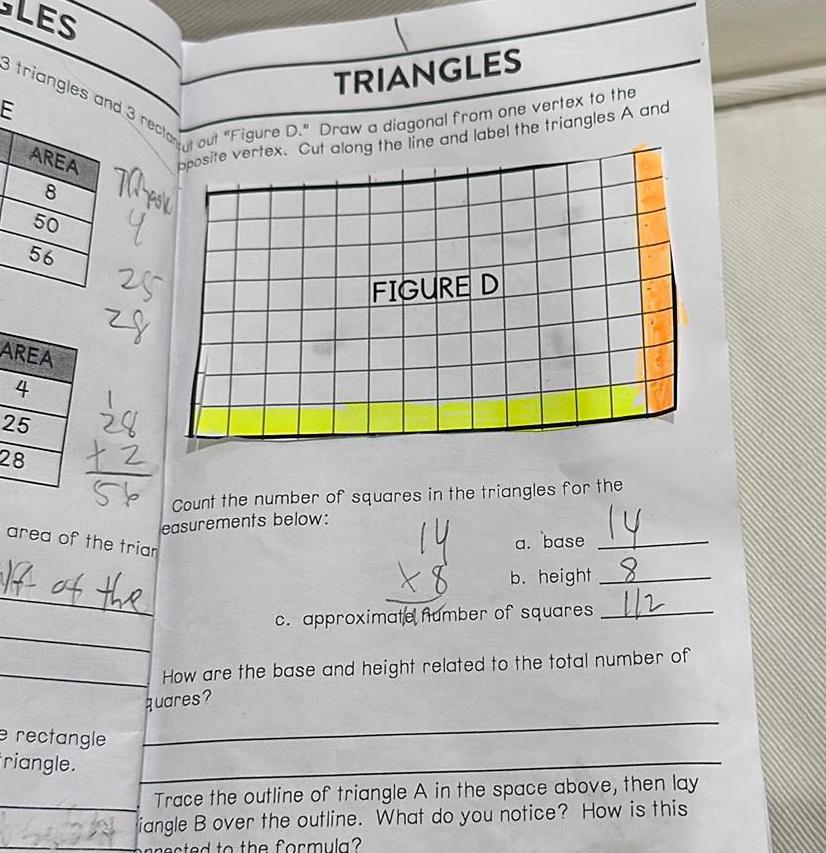 GLES
3 triangles and 3 rectan
E
AREA
8
50
56
4
25
28
AREA
4
25
28
28
+ 2
56
area of the trian
of the
e rectangle
triangle.
TRIANGLES
ut out "Figure D." Draw a diagonal from one vertex to the
pposite vertex. Cut along the line and label the triangles A and
FIGURE D
Count the number of squares in the triangles for the
easurements below:
14
x 8
a. base 14
b. height 8
c. approximate number of squares 112
How are the base and height related to the total number of
quares?
Trace the outline of triangle A in the space above, then lay
iangle B over the outline. What do you notice? How is this
nnected to the formula?